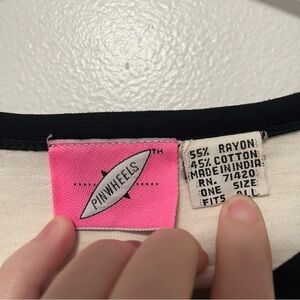 TM
PINWHEELS
55% RAYON
45% COTTON
MADE IN INDIA
RN. 71420
ONE SIZE
FITS ALL